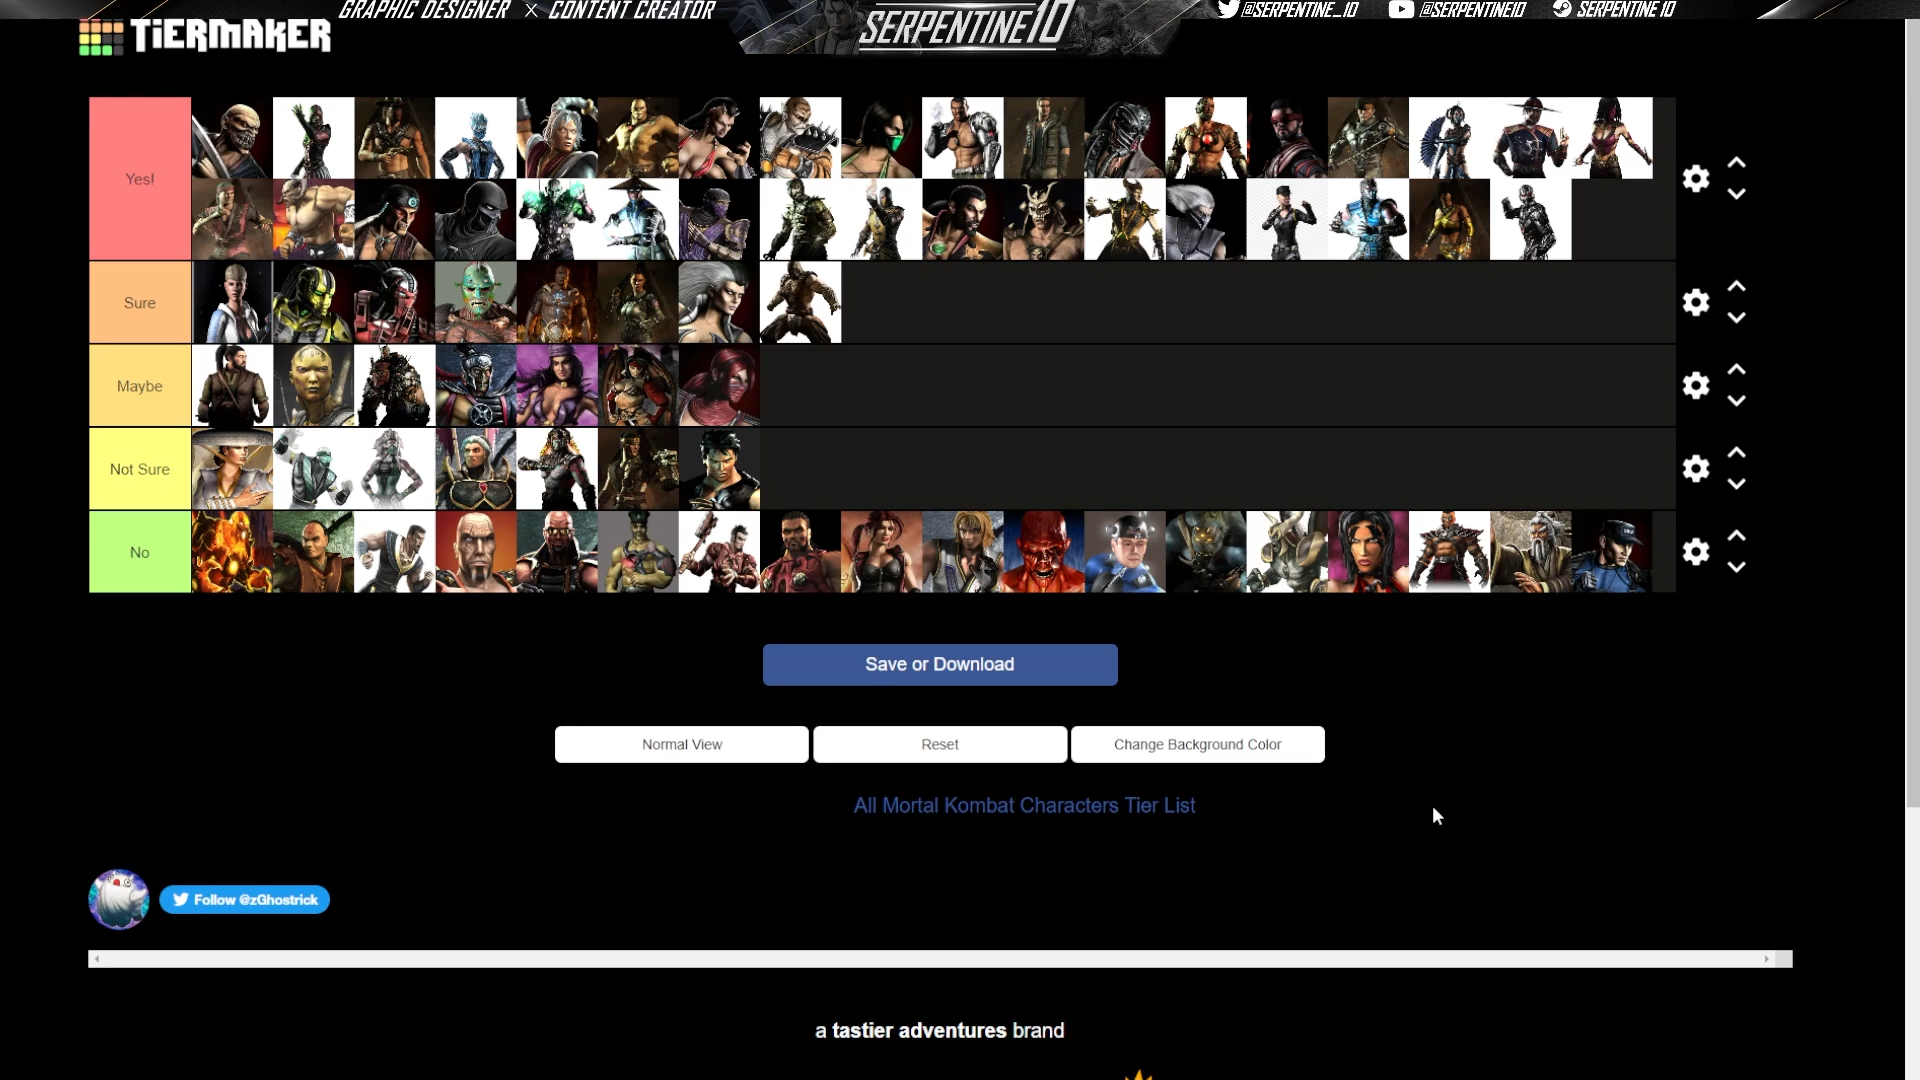 GRAPHIC DESIGNER X CONTENT CREATOR
SERPENTINE10
@SERPENTINE_10
@SERPENTINE10
SERPENTINE 10
TiERMAKER
Yes!
Sure
Maybe
Not Sure
No
Save or Download
Normal View
Reset
Change Background Color
All Mortal Kombat Characters Tier List
Follow @zGhostrick
a tastier adventures brand